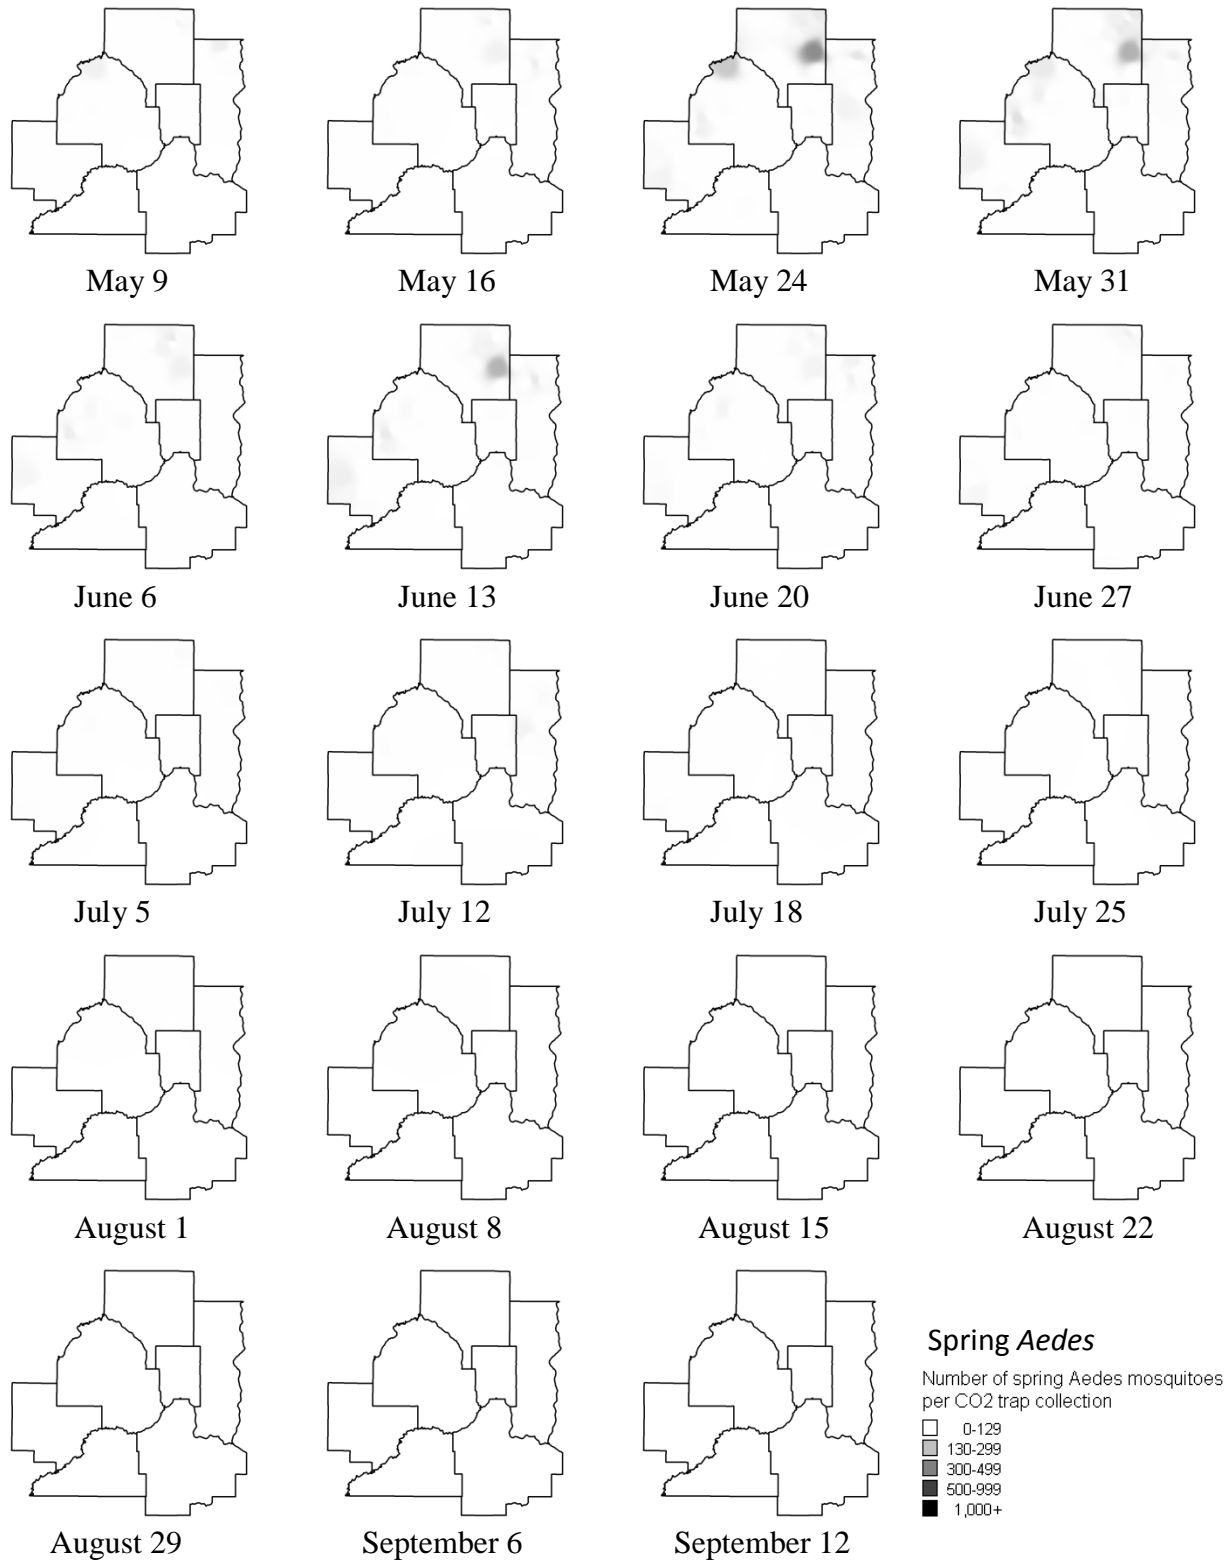 May 9
May 16
May 24
May 31
June 6
June 13
June 20
June 27
July 5
July 12
July 18
July 25
August 1
August 8
August 15
August 22
August 29
September 6
September 12
Spring Aedes
Number of spring Aedes mosquitoes
per CO2 trap collection
0-129
130-299
300-499
500-999
1,000+